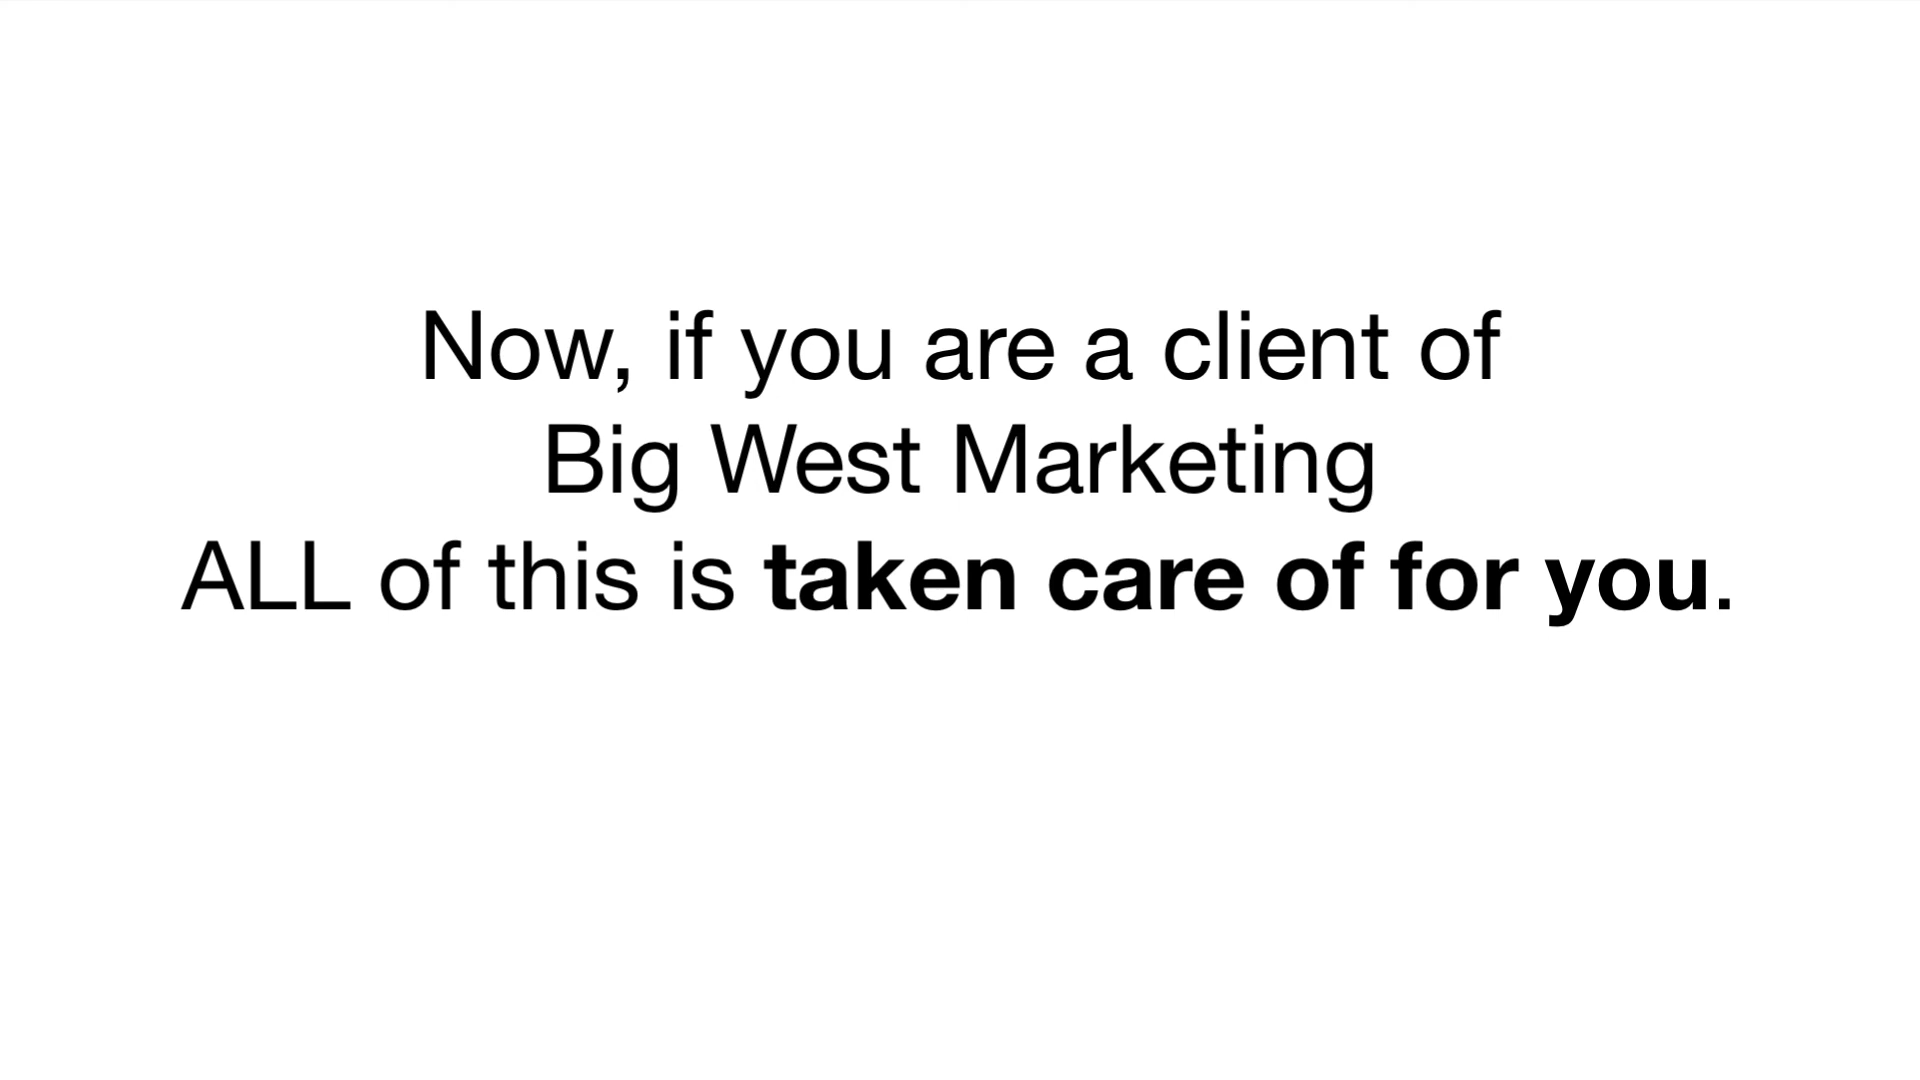 Now, if you are a client of
Big West Marketing
ALL of this is taken care of for you.